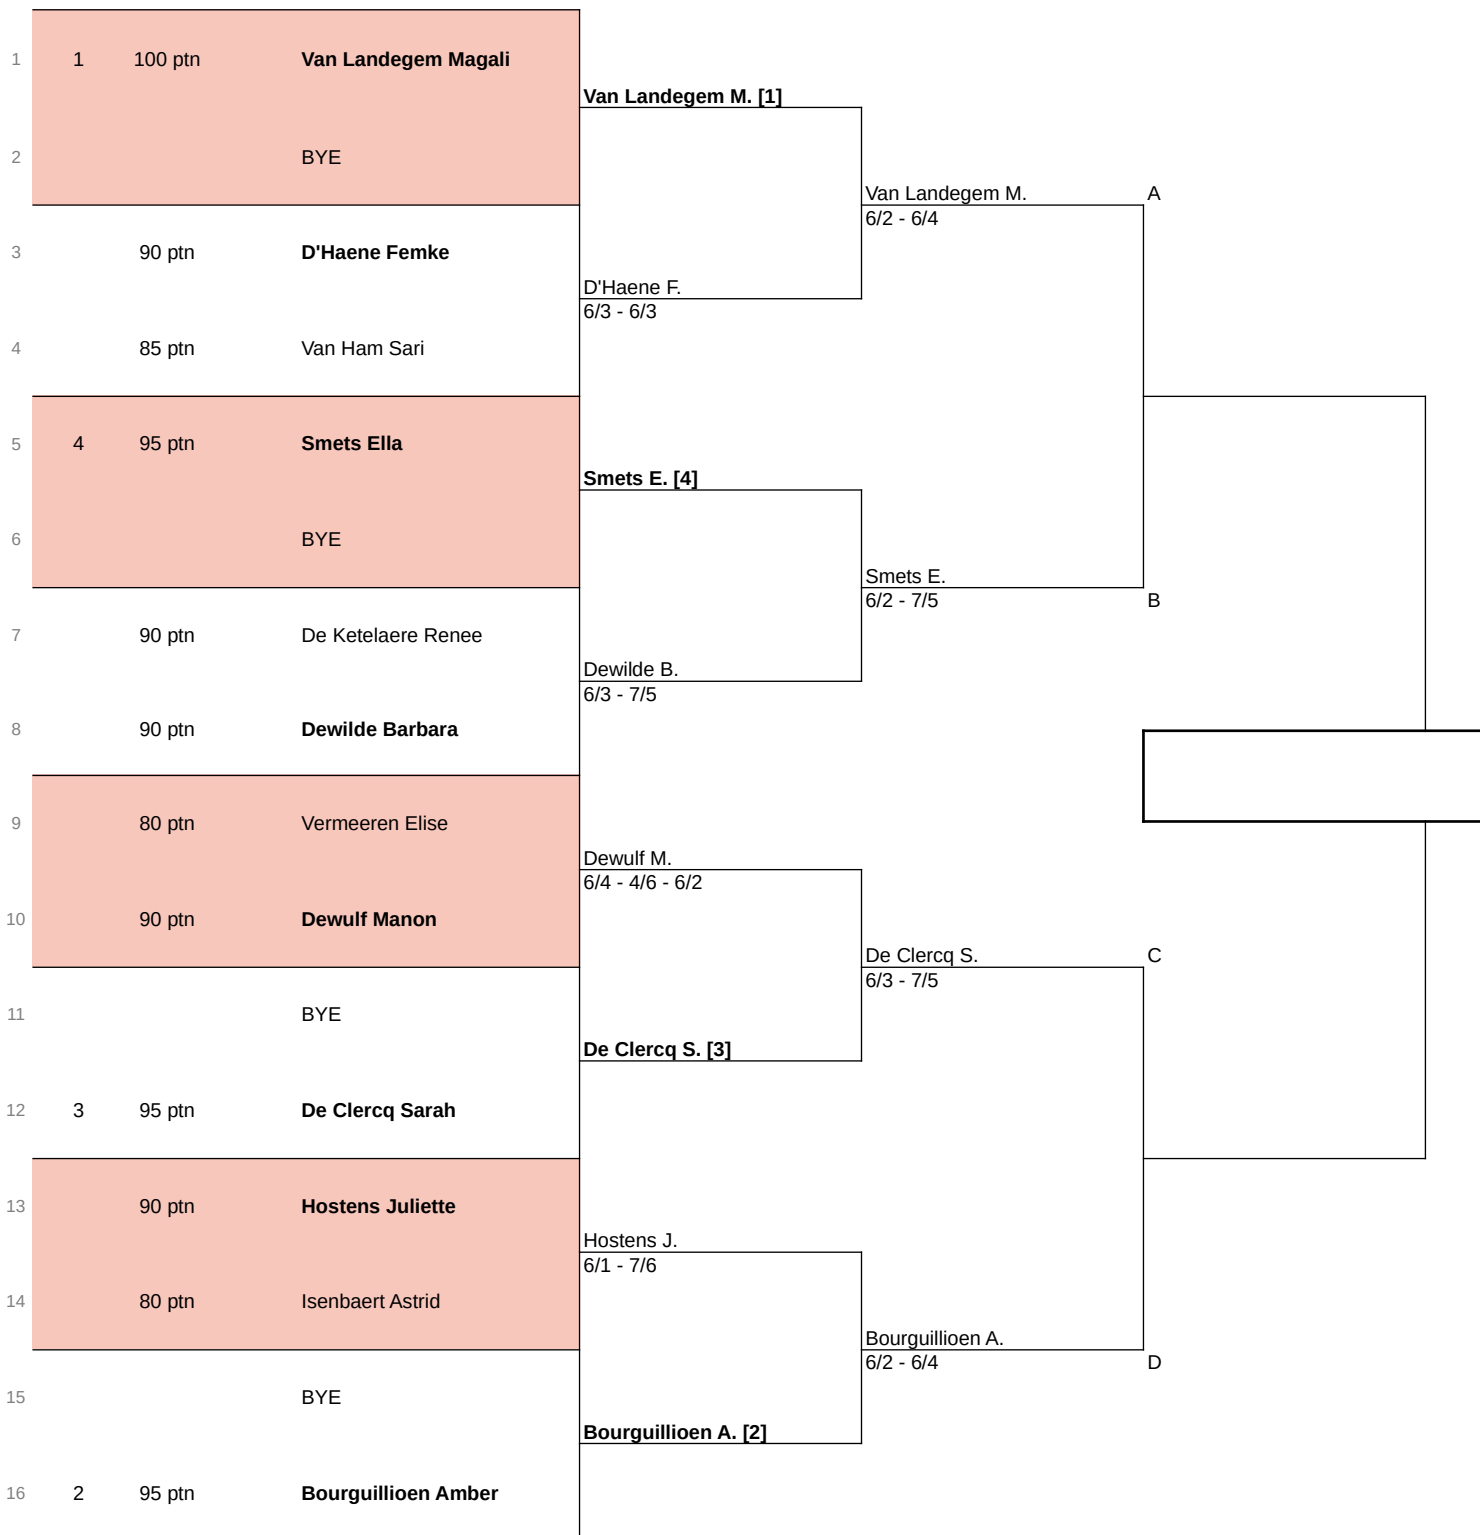 1 1 100 ptn Van Landegem Magali
Van Landegem M. [1]
2 BYE
Van Landegem M. A
6/2 - 6/4
3 90 ptn D'Haene Femke
D'Haene F.
6/3 - 6/3
4 85 ptn Van Ham Sari
5 4 95 ptn Smets Ella
Smets E. [4]
6 BYE
Smets E.
6/2 - 7/5 B
7 90 ptn De Ketelaere Renee
Dewilde B.
6/3 - 7/5
8 90 ptn Dewilde Barbara
9 80 ptn Vermeeren Elise
Dewulf M.
6/4 - 4/6 - 6/2
10 90 ptn Dewulf Manon
De Clercq S. C
6/3 - 7/5
11 BYE
De Clercq S. [3]
12 3 95 ptn De Clercq Sarah
13 90 ptn Hostens Juliette
Hostens J.
6/1 - 7/6
14 80 ptn Isenbaert Astrid
Bourguillioen A.
6/2 - 6/4 D
15 BYE
Bourguillioen A. [2]
16 2 95 ptn Bourguillioen Amber